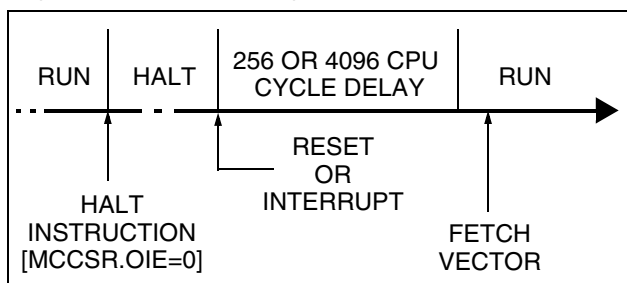 RUN
HALT
256 OR 4096 CPU
CYCLE DELAY
RUN
HALT
INSTRUCTION
[MCCSR.OIE=0]
RESET
OR
INTERRUPT
FETCH
VECTOR